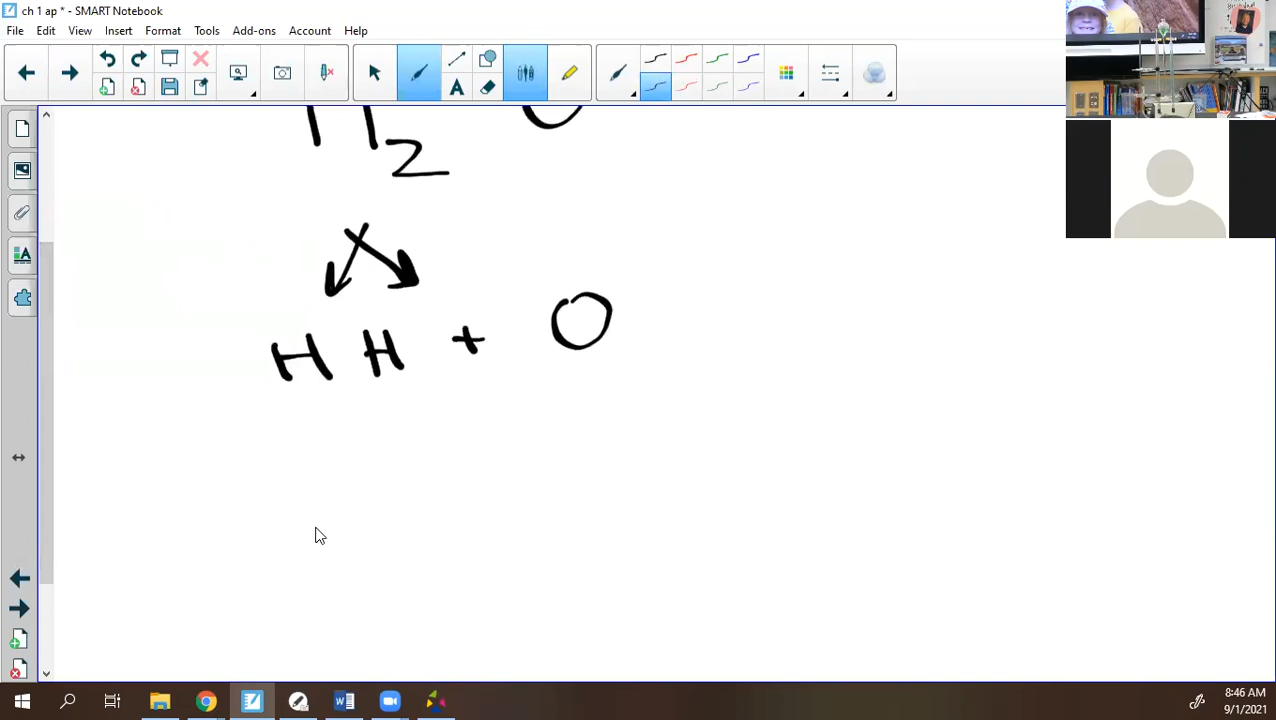 ch 1 ap * - SMART Notebook
File Edit View Insert Format Tools Add-ons Account Help
H₂ O
H H + O
8:46 AM
9/1/2021